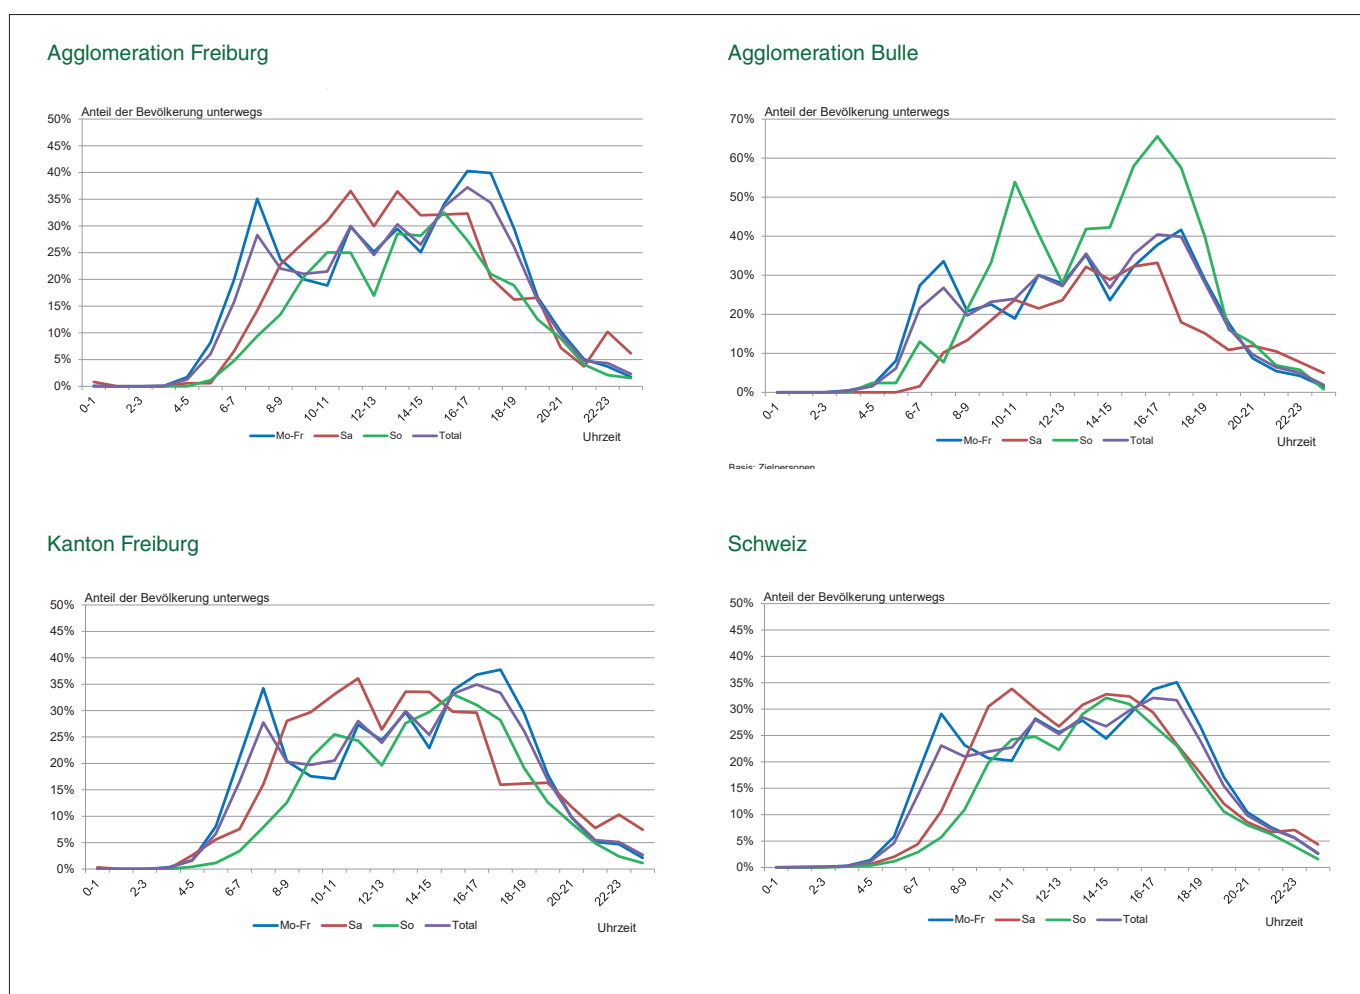 Agglomeration Freiburg
Anteil der Bevölkerung unterwegs
50%
45%
40%
35%
30%
25%
20%
15%
10%
5%
0%
0-1 2-3 4-5 6-7 8-9 10-11 12-13 14-15 16-17 18-19 20-21 22-23
Mo-Fr Sa So Total
Uhrzeit
Agglomeration Bulle
Anteil der Bevölkerung unterwegs
70%
60%
50%
40%
30%
20%
10%
0%
0-1 2-3 4-5 6-7 8-9 10-11 12-13 14-15 16-17 18-19 20-21 22-23
Mo-Fr Sa So Total
Uhrzeit
Basis: Zielpersonen
Kanton Freiburg
Anteil der Bevölkerung unterwegs
50%
45%
40%
35%
30%
25%
20%
15%
10%
5%
0%
0-1 2-3 4-5 6-7 8-9 10-11 12-13 14-15 16-17 18-19 20-21 22-23
Mo-Fr Sa So Total
Uhrzeit
Schweiz
Anteil der Bevölkerung unterwegs
50%
45%
40%
35%
30%
25%
20%
15%
10%
5%
0%
0-1 2-3 4-5 6-7 8-9 10-11 12-13 14-15 16-17 18-19 20-21 22-23
Mo-Fr Sa So Total
Uhrzeit